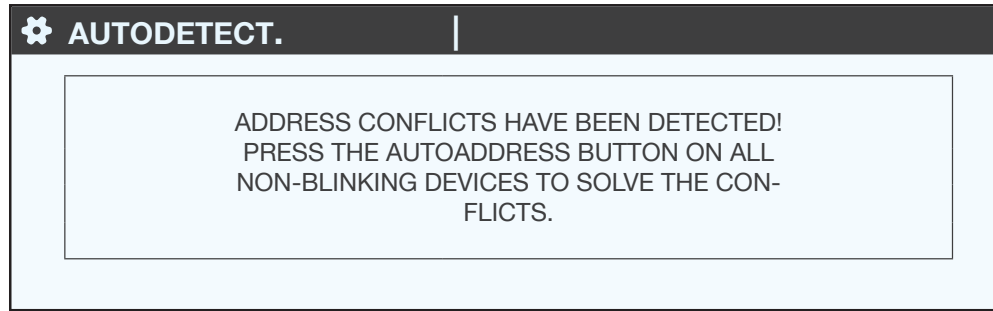 AUTODETECT.
ADDRESS CONFLICTS HAVE BEEN DETECTED!
PRESS THE AUTOADDRESS BUTTON ON ALL
NON-BLINKING DEVICES TO SOLVE THE CON-
FLICTS.